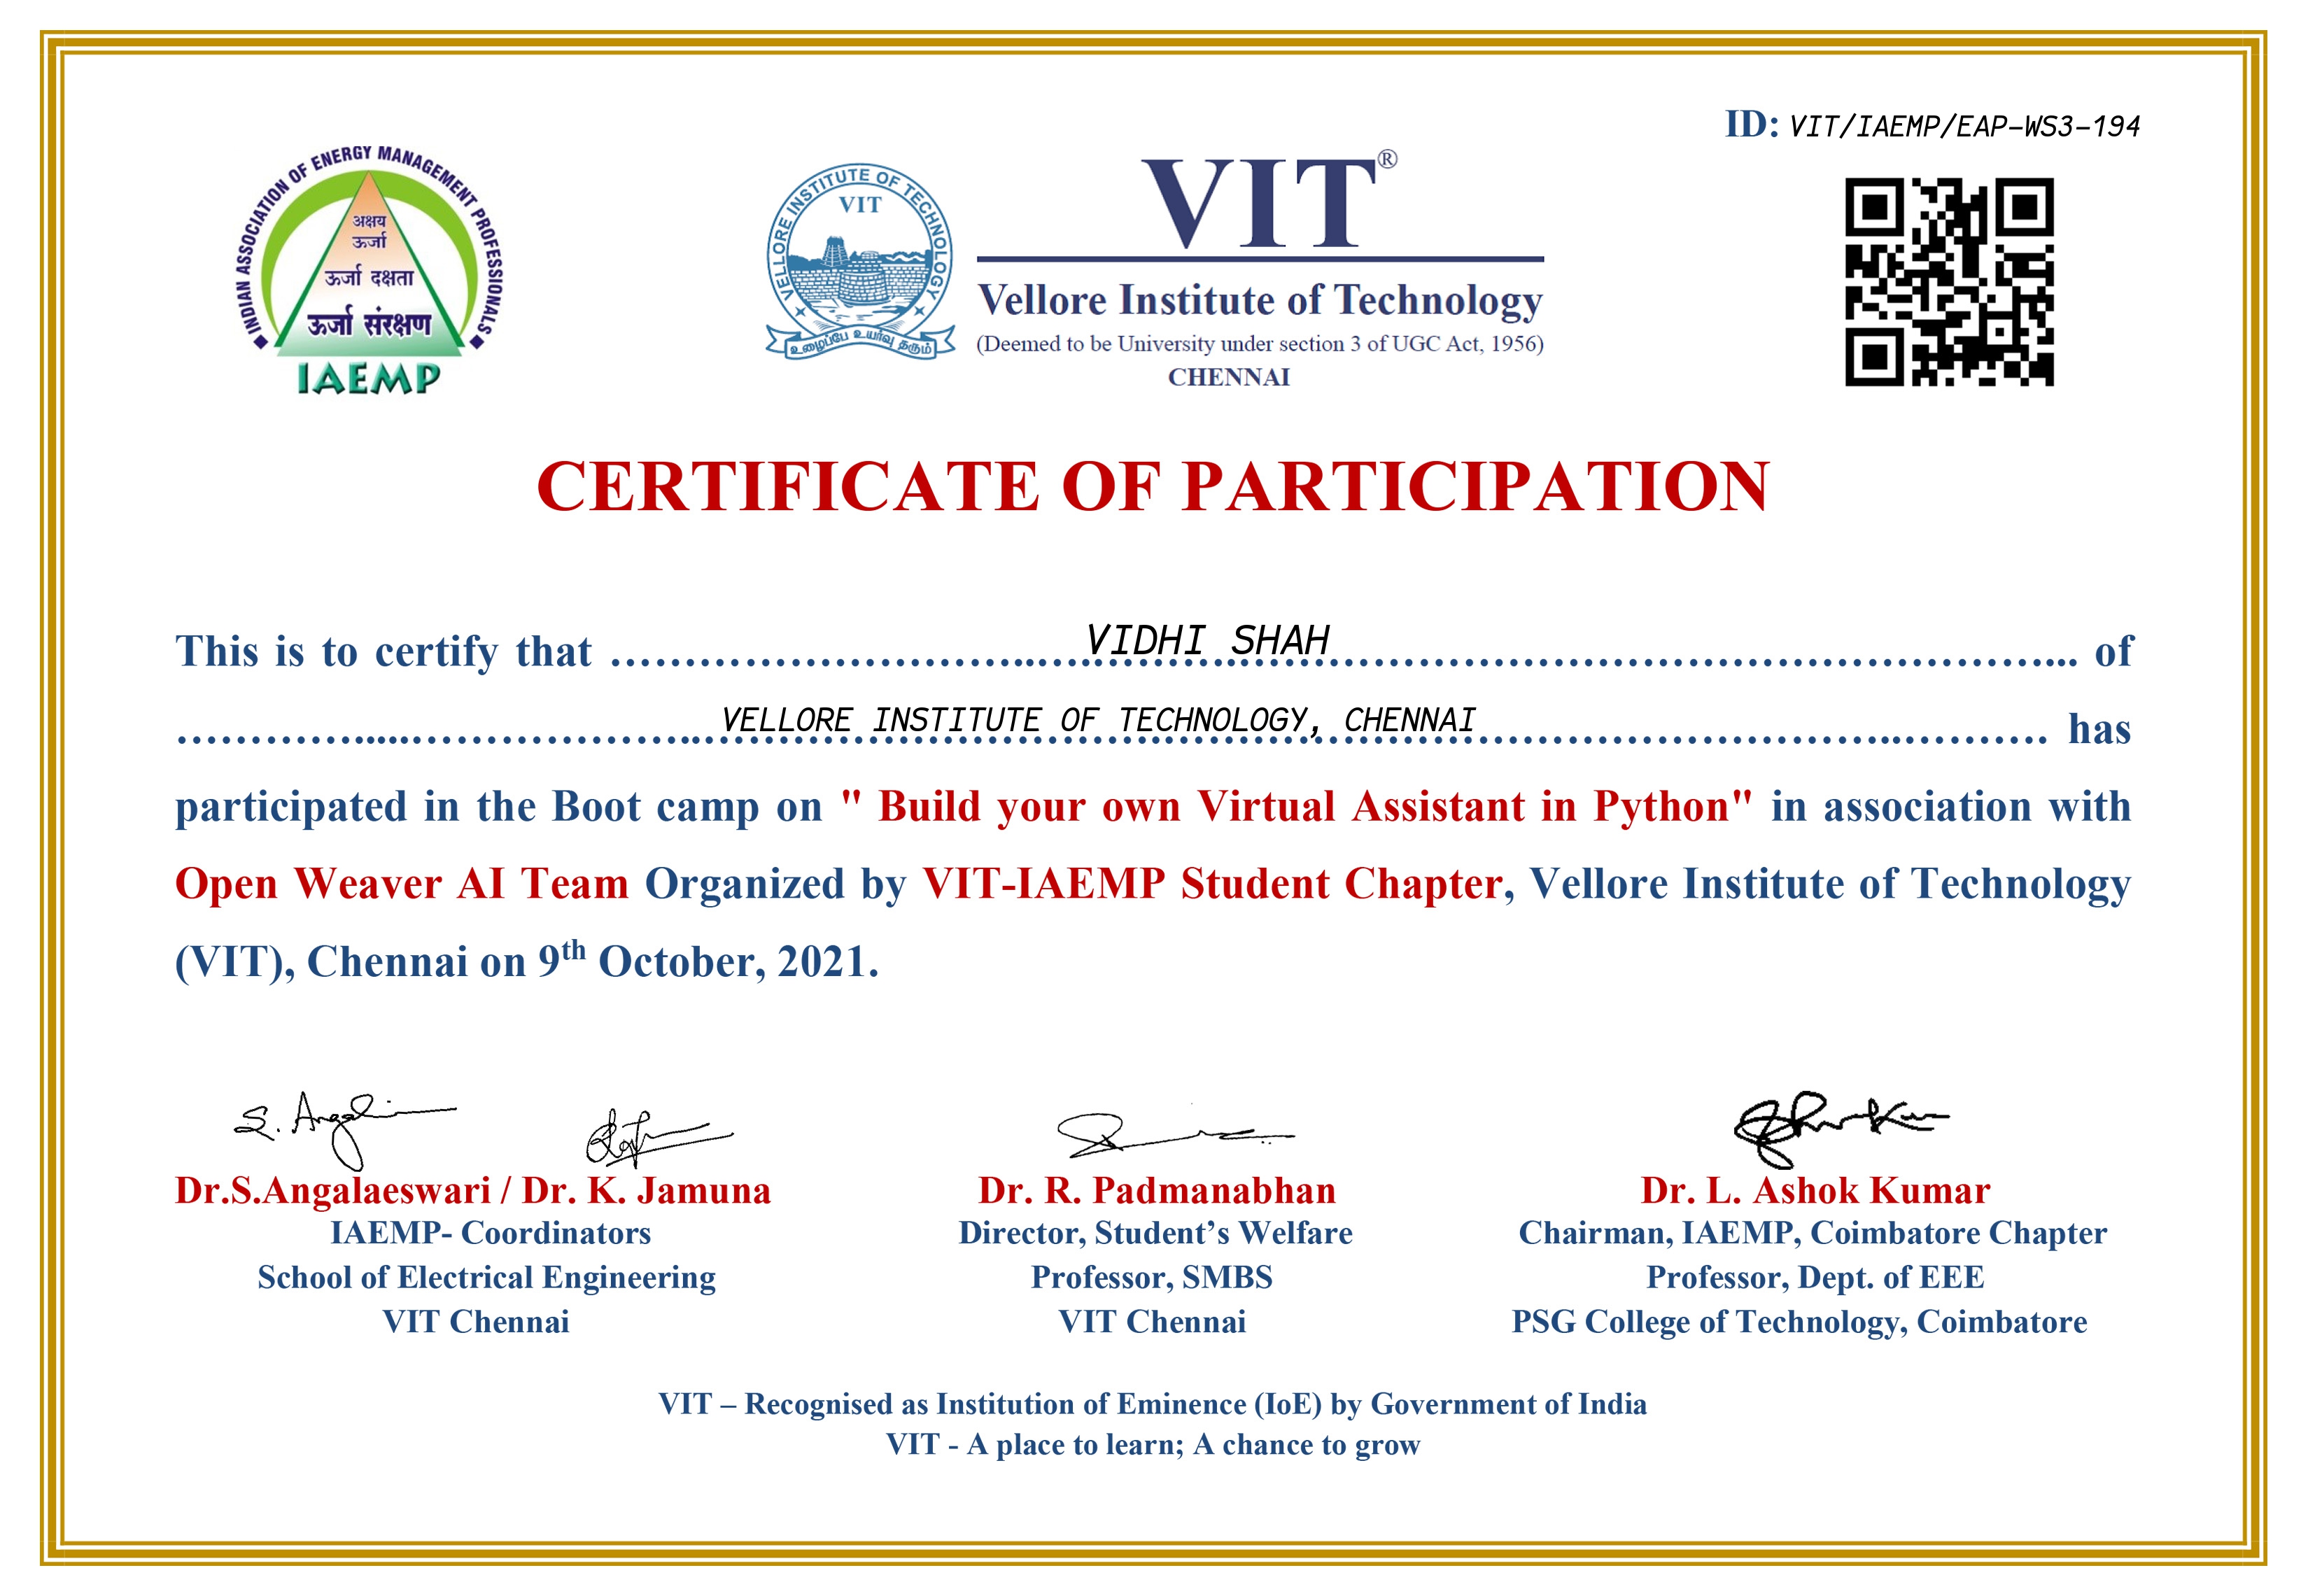 ID: VIT/IAEMP/EAP-WS3-194
INDIAN ASSOCIATION OF ENERGY MANAGEMENT PROFESSIONALS
अक्षय
ऊर्जा
ऊर्जा दक्षता
ऊर्जा संरक्षण
IAEMP
VELLORE INSTITUTE OF TECHNOLOGY
VIT
உழைப்பே உயர்வு தரும்
VIT®
Vellore Institute of Technology
(Deemed to be University under section 3 of UGC Act, 1956)
CHENNAI
CERTIFICATE OF PARTICIPATION
This is to certify that VIDHI SHAH of
VELLORE INSTITUTE OF TECHNOLOGY, CHENNAI has
participated in the Boot camp on " Build your own Virtual Assistant in Python" in association with
Open Weaver AI Team Organized by VIT-IAEMP Student Chapter, Vellore Institute of Technology
(VIT), Chennai on 9th October, 2021.
Dr.S.Angalaeswari / Dr. K. Jamuna
IAEMP- Coordinators
School of Electrical Engineering
VIT Chennai
Dr. R. Padmanabhan
Director, Student’s Welfare
Professor, SMBS
VIT Chennai
Dr. L. Ashok Kumar
Chairman, IAEMP, Coimbatore Chapter
Professor, Dept. of EEE
PSG College of Technology, Coimbatore
VIT – Recognised as Institution of Eminence (IoE) by Government of India
VIT - A place to learn; A chance to grow